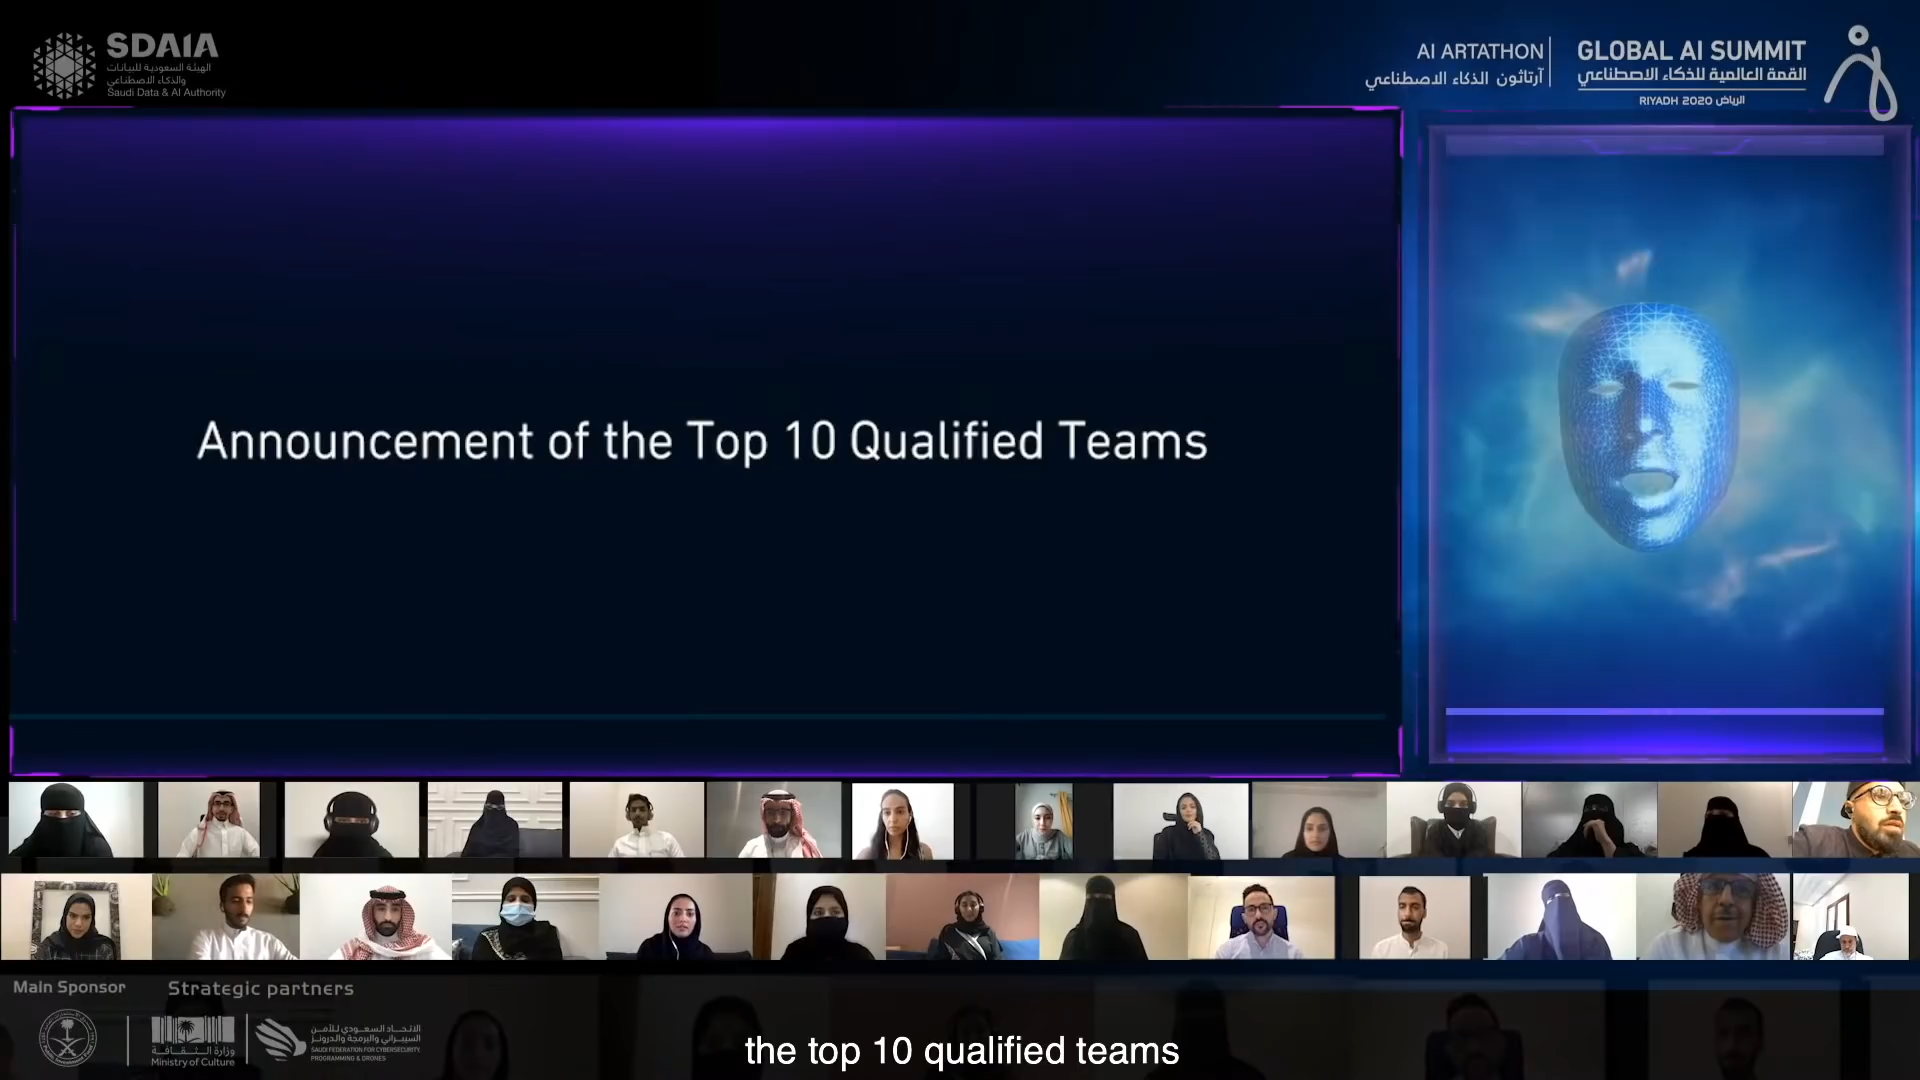 SDAIA
الهيئة السعودية للبيانات
والذكاء الاصطناعي
Saudi Data & AI Authority
AI ARTATHON
آرتاثون الذكاء الاصطناعي
GLOBAL AI SUMMIT
القمة العالمية للذكاء الاصطناعي
RIYADH 2020 الرياض
Announcement of the Top 10 Qualified Teams
Main Sponsor
Strategic partners
وزارة الثقافة
Ministry of Culture
الاتحاد السعودي للأمن
السيبراني والبرمجة والدرونز
SAUDI FEDERATION FOR CYBERSECURITY,
PROGRAMMING & DRONES
the top 10 qualified teams